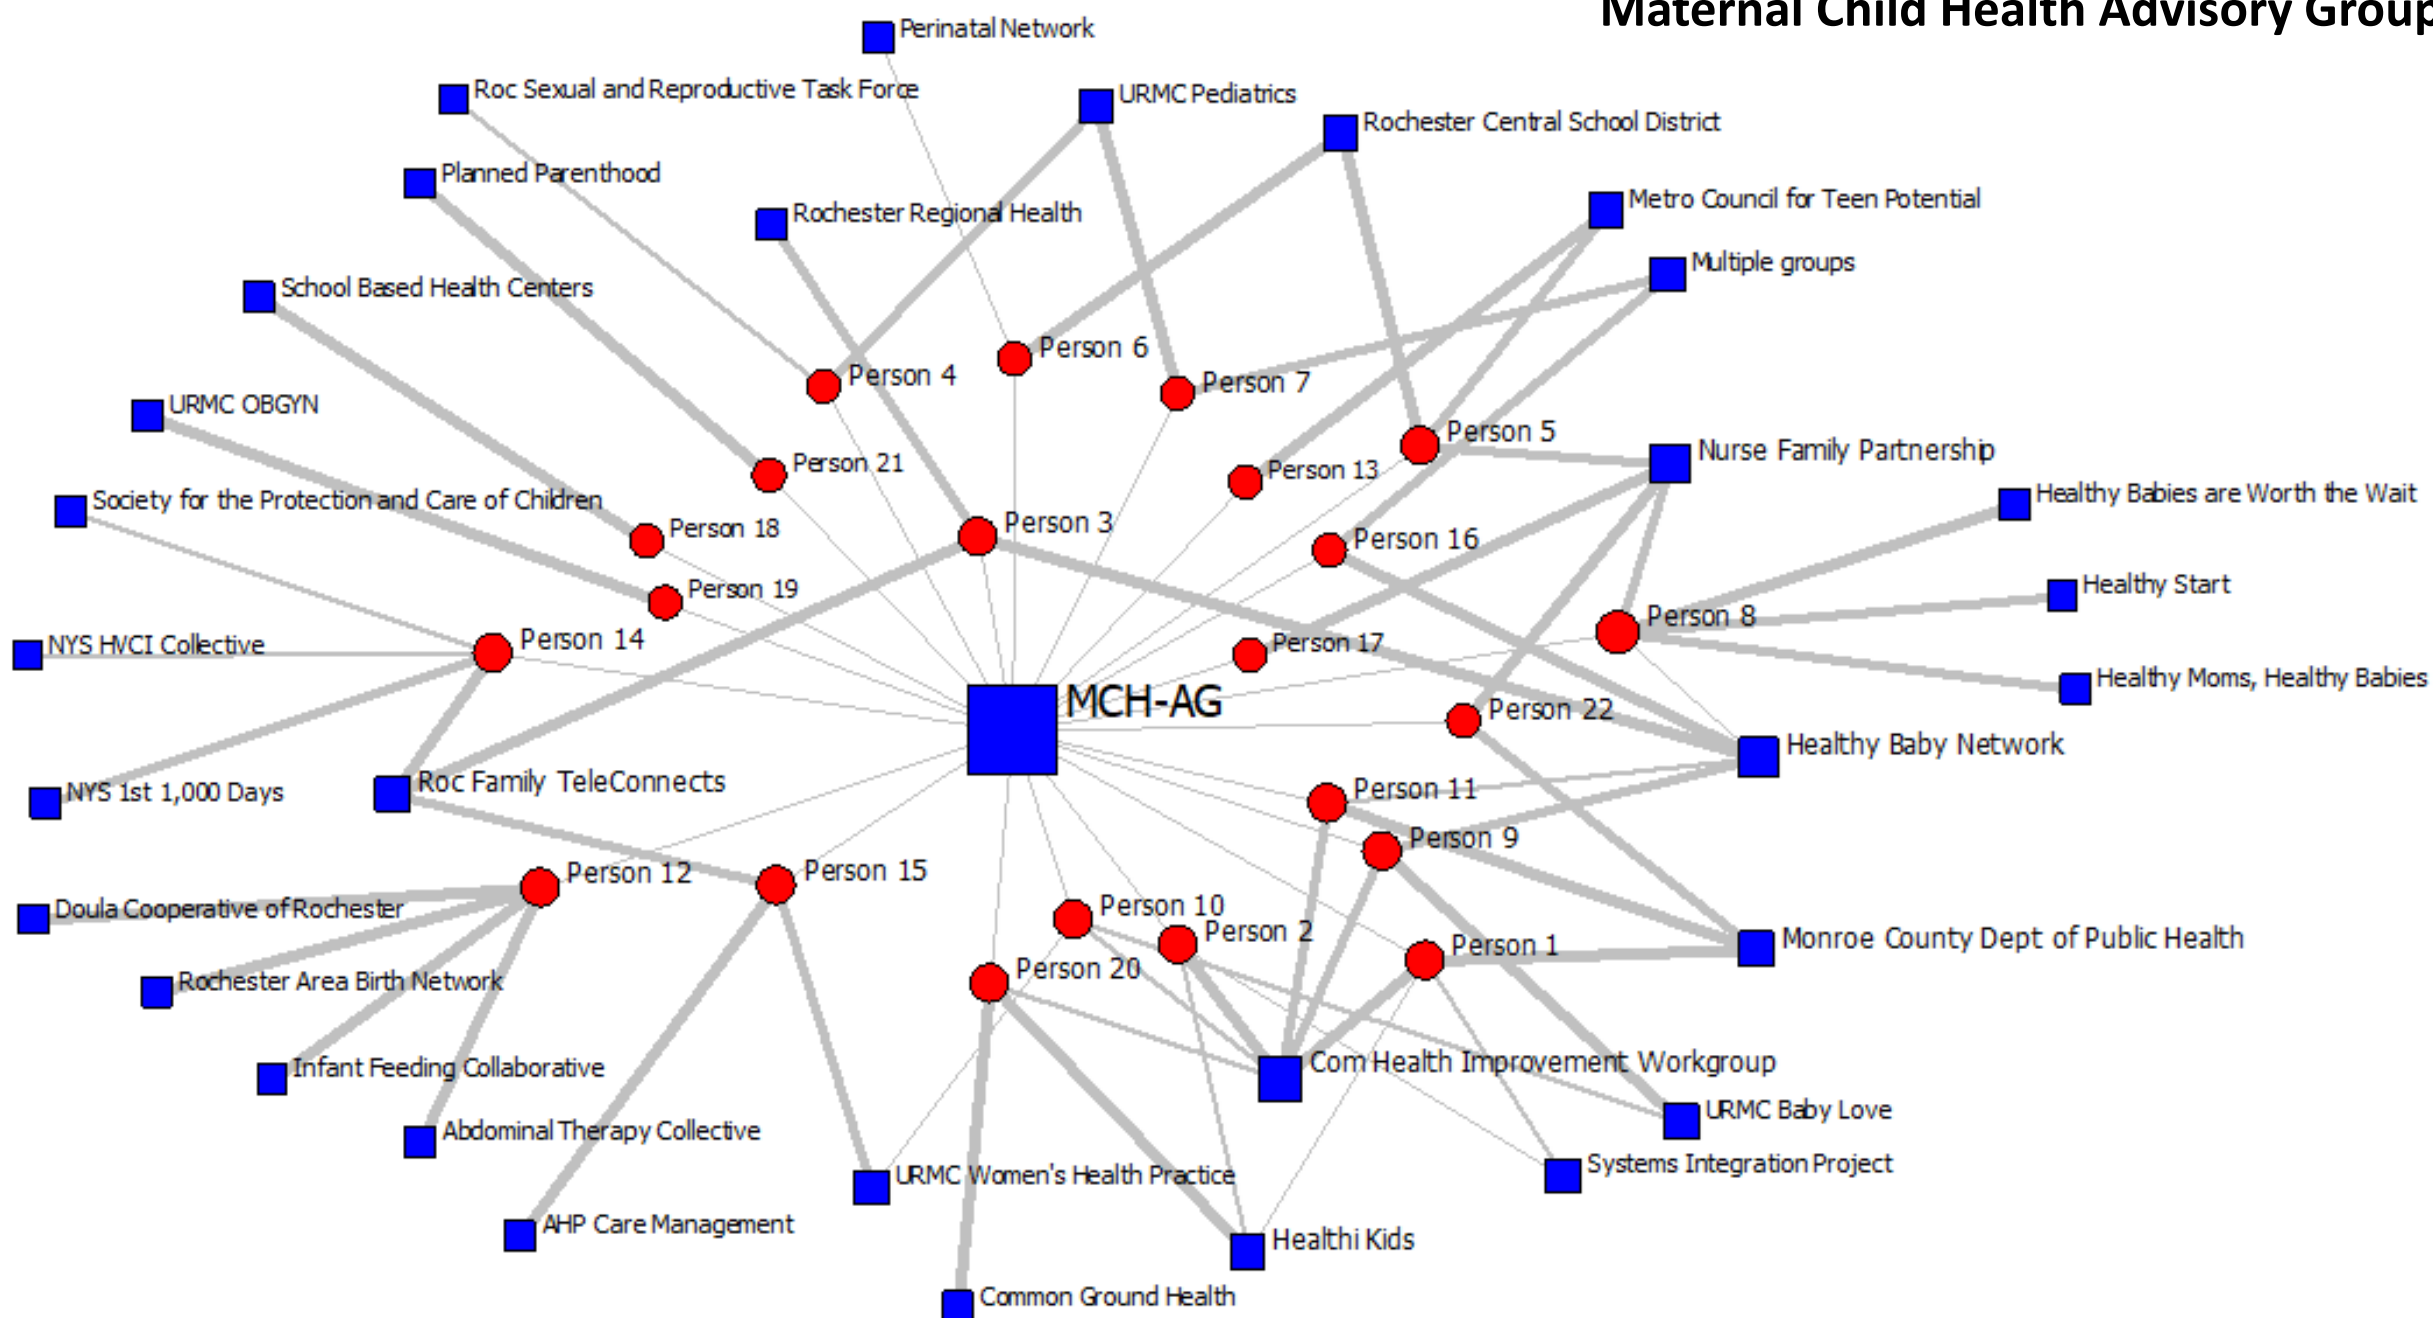 Maternal Child Health Advisory Group
Perinatal Network
Roc Sexual and Reproductive Task Force
URMC Pediatrics
Rochester Central School District
Planned Parenthood
Metro Council for Teen Potential
Rochester Regional Health
Multiple groups
School Based Health Centers
Person 6
Person 4
Person 7
URMC OBGYN
Person 5
Nurse Family Partnership
Person 21
Person 13
Healthy Babies are Worth the Wait
Society for the Protection and Care of Children
Person 18
Person 3
Person 16
Healthy Start
Person 19
Person 8
NYS HVCI Collective
Person 14
Person 17
Healthy Moms, Healthy Babies
MCH-AG
Person 22
Healthy Baby Network
Roc Family TeleConnects
NYS 1st 1,000 Days
Person 11
Person 9
Person 12
Person 15
Doula Cooperative of Rochester
Person 10
Person 2
Person 1
Monroe County Dept of Public Health
Person 20
Rochester Area Birth Network
Infant Feeding Collaborative
Com Health Improvement Workgroup
URMC Baby Love
Abdominal Therapy Collective
Systems Integration Project
URMC Women's Health Practice
AHP Care Management
Healthi Kids
Common Ground Health